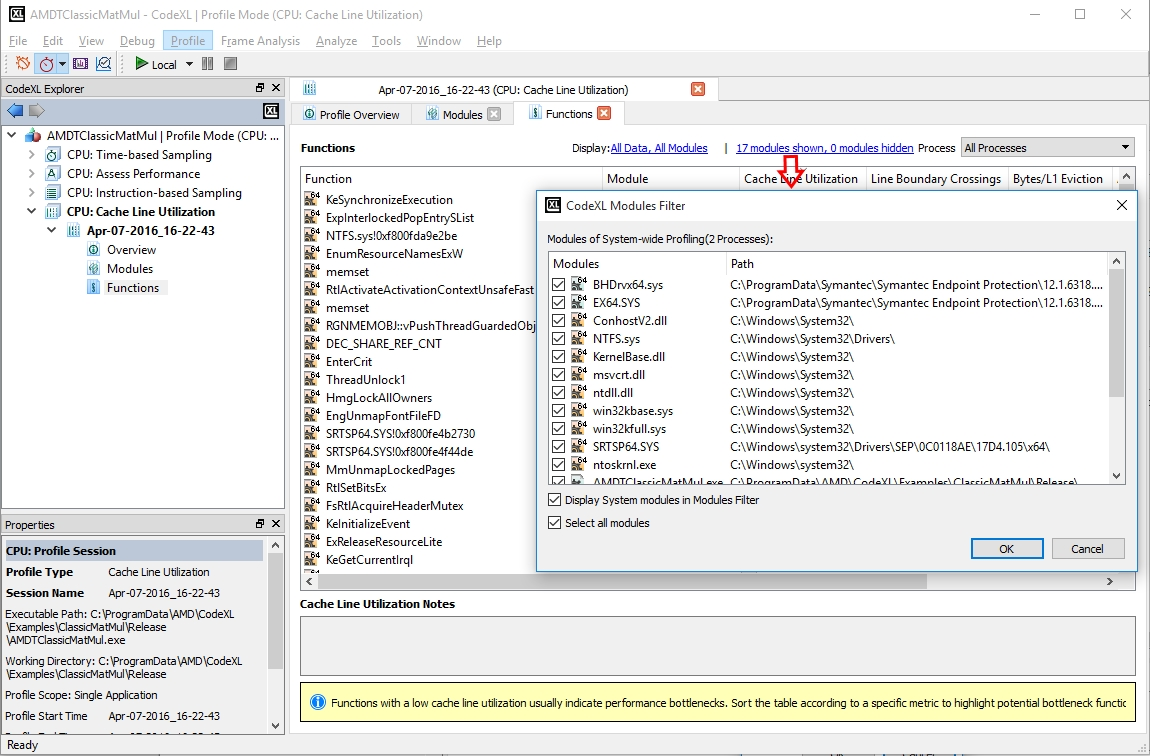 AMDTClassicMatMul - CodeXL | Profile Mode (CPU: Cache Line Utilization)
File Edit View Debug Profile Frame Analysis Analyze Tools Window Help
Local
CodeXL Explorer
XL
AMDTClassicMatMul | Profile Mode (CPU: ...
CPU: Time-based Sampling
CPU: Assess Performance
CPU: Instruction-based Sampling
CPU: Cache Line Utilization
Apr-07-2016_16-22-43
Overview
Modules
Functions
Properties
CPU: Profile Session
Profile Type Cache Line Utilization
Session Name Apr-07-2016_16-22-43
Executable Path: C:\ProgramData\AMD\CodeXL
\Examples\ClassicMatMul\Release
\AMDTClassicMatMul.exe
Working Directory: C:\ProgramData\AMD\CodeXL
\Examples\ClassicMatMul\Release
Profile Scope: Single Application
Profile Start Time Apr-07-2016_16-22-43
Apr-07-2016_16-22-43 (CPU: Cache Line Utilization)
Profile Overview Modules Functions
Functions Display:All Data, All Modules | 17 modules shown, 0 modules hidden Process All Processes
Function Module Cache Line Utilization Line Boundary Crossings Bytes/L1 Eviction
KeSynchronizeExecution
ExpInterlockedPopEntrySList
NTFS.sys!0xf800fda9e2be
EnumResourceNamesExW
memset
RtlActivateActivationContextUnsafeFast
memset
RGNMEMOBJ::vPushThreadGuardedObj
DEC_SHARE_REF_CNT
EnterCrit
ThreadUnlock1
HmgLockAllOwners
EngUnmapFontFileFD
SRTSP64.SYS!0xf800fe4b2730
SRTSP64.SYS!0xf800fe4f44de
MmUnmapLockedPages
RtlSetBitsEx
FsRtlAcquireHeaderMutex
KeInitializeEvent
ExReleaseResourceLite
KeGetCurrentIrql
XL CodeXL Modules Filter
Modules of System-wide Profiling(2 Processes):
Modules Path
BHDrvx64.sys C:\ProgramData\Symantec\Symantec Endpoint Protection\12.1.6318....
EX64.SYS C:\ProgramData\Symantec\Symantec Endpoint Protection\12.1.6318....
ConhostV2.dll C:\Windows\System32\
NTFS.sys C:\Windows\System32\Drivers\
KernelBase.dll C:\Windows\System32\
msvcrt.dll C:\Windows\System32\
ntdll.dll C:\Windows\System32\
win32kbase.sys C:\Windows\System32\
win32kfull.sys C:\Windows\System32\
SRTSP64.SYS C:\Windows\system32\Drivers\SEP\0C0118AE\17D4.105\x64\
ntoskrnl.exe C:\Windows\system32\
AMDTClassicMatMul.exe C:\ProgramData\AMD\CodeXL\Examples\ClassicMatMul\Release\
Display System modules in Modules Filter
Select all modules
OK Cancel
Cache Line Utilization Notes
Functions with a low cache line utilization usually indicate performance bottlenecks. Sort the table according to a specific metric to highlight potential bottleneck functic
Ready